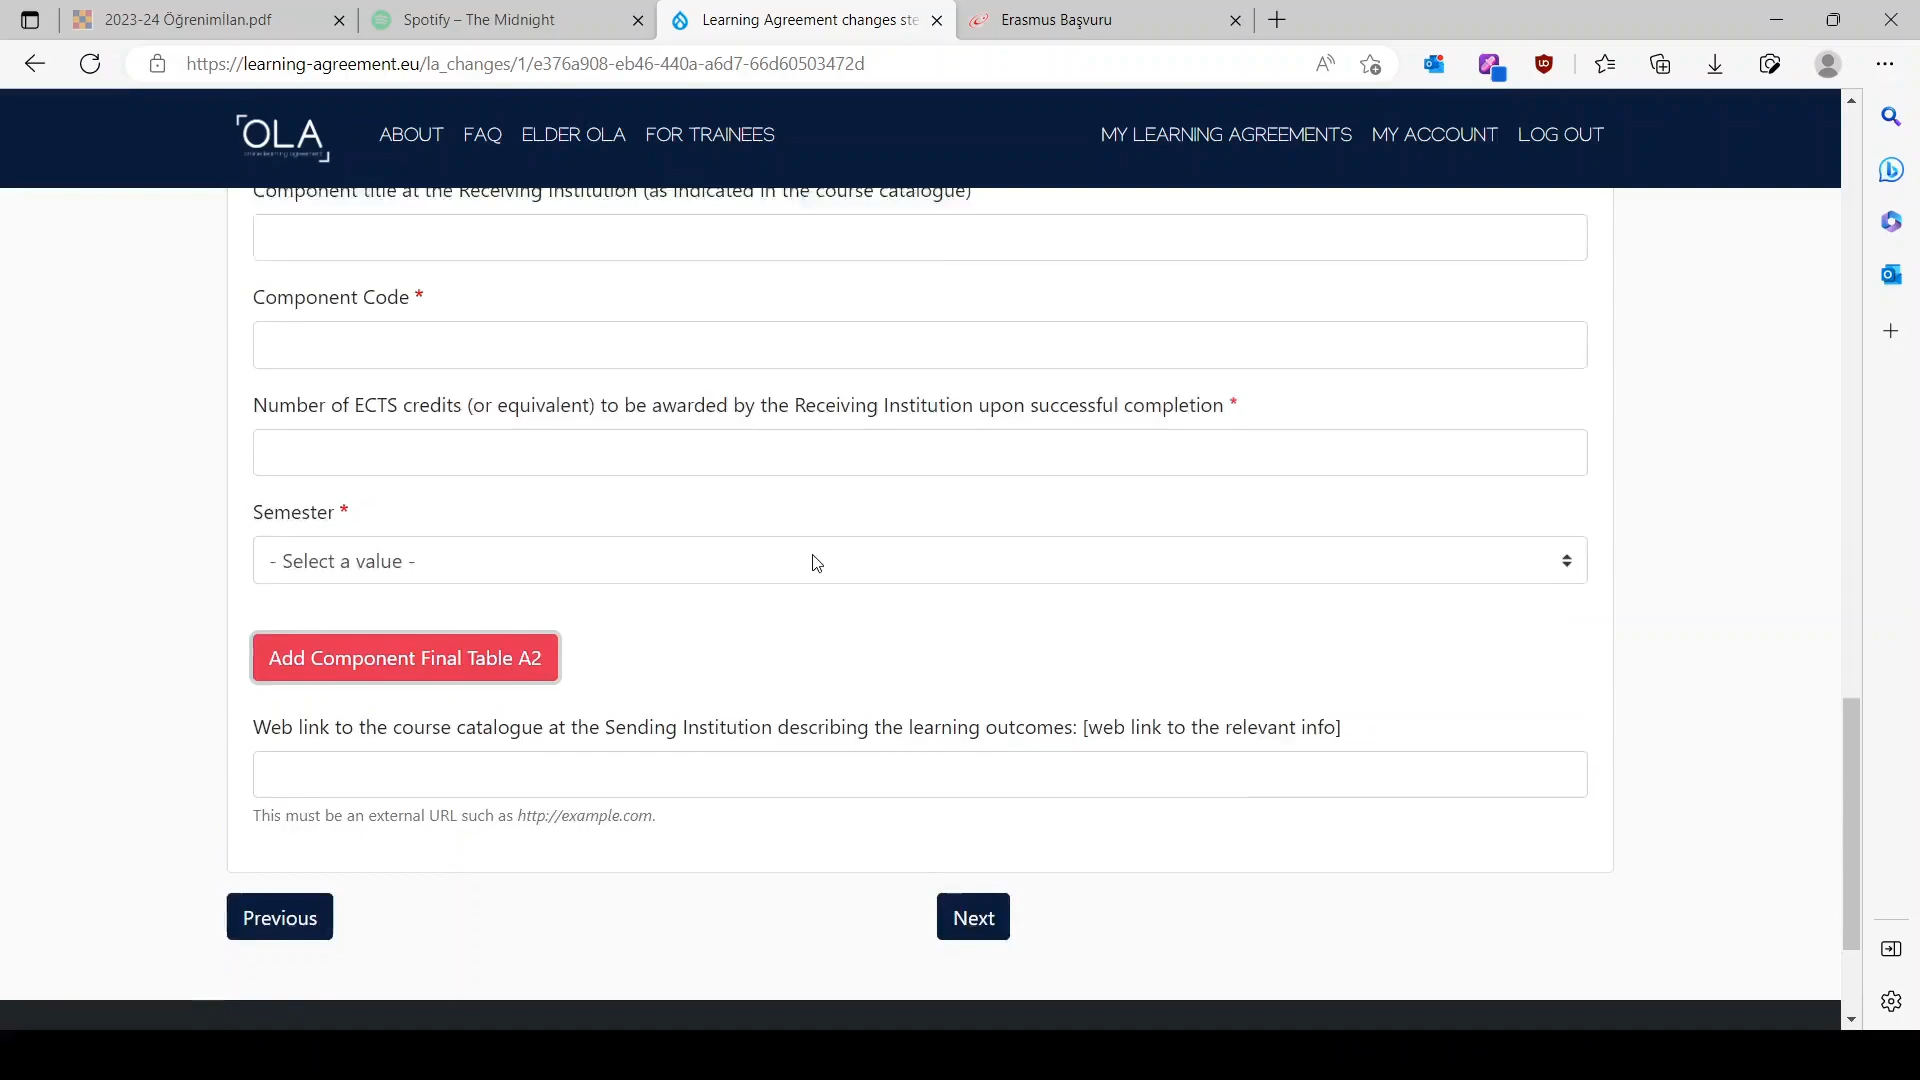 2023-24 Öğrenimİlan.pdf
Spotify – The Midnight
Learning Agreement changes ste
Erasmus Başvuru
https://learning-agreement.eu/la_changes/1/e376a908-eb46-440a-a6d7-66d60503472d
OLA
ABOUT
FAQ
ELDER OLA
FOR TRAINEES
MY LEARNING AGREEMENTS
MY ACCOUNT
LOG OUT
Component title at the Receiving Institution (as indicated in the course catalogue)
Component Code *
Number of ECTS credits (or equivalent) to be awarded by the Receiving Institution upon successful completion *
Semester *
- Select a value -
Add Component Final Table A2
Web link to the course catalogue at the Sending Institution describing the learning outcomes: [web link to the relevant info]
This must be an external URL such as http://example.com.
Previous
Next